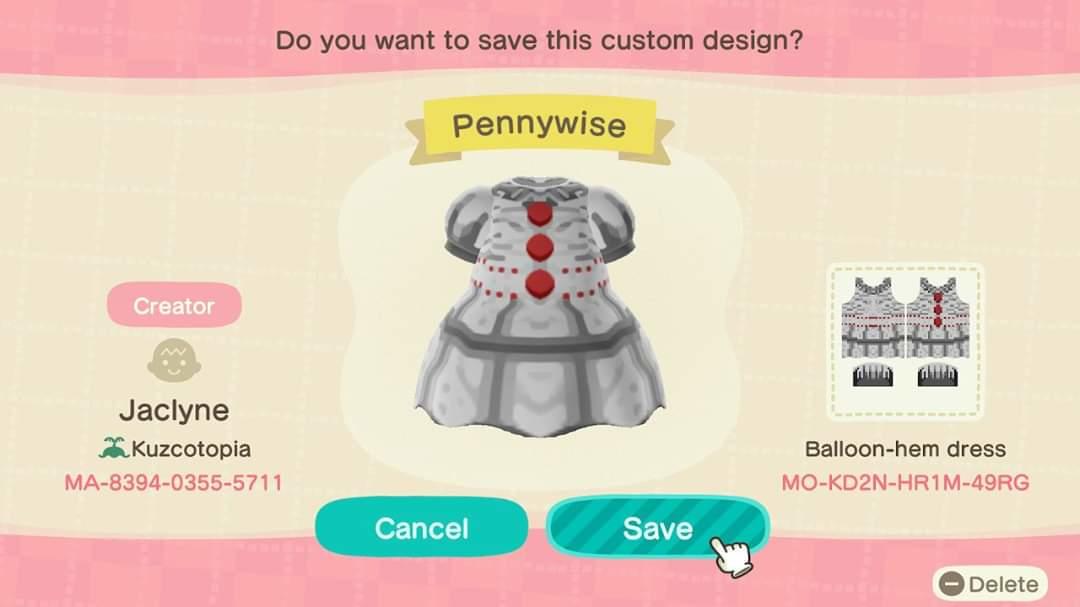 Do you want to save this custom design?
Pennywise
Creator
Jaclyne
Kuzcotopia
MA-8394-0355-5711
Balloon-hem dress
MO-KD2N-HR1M-49RG
Cancel
Save
Delete